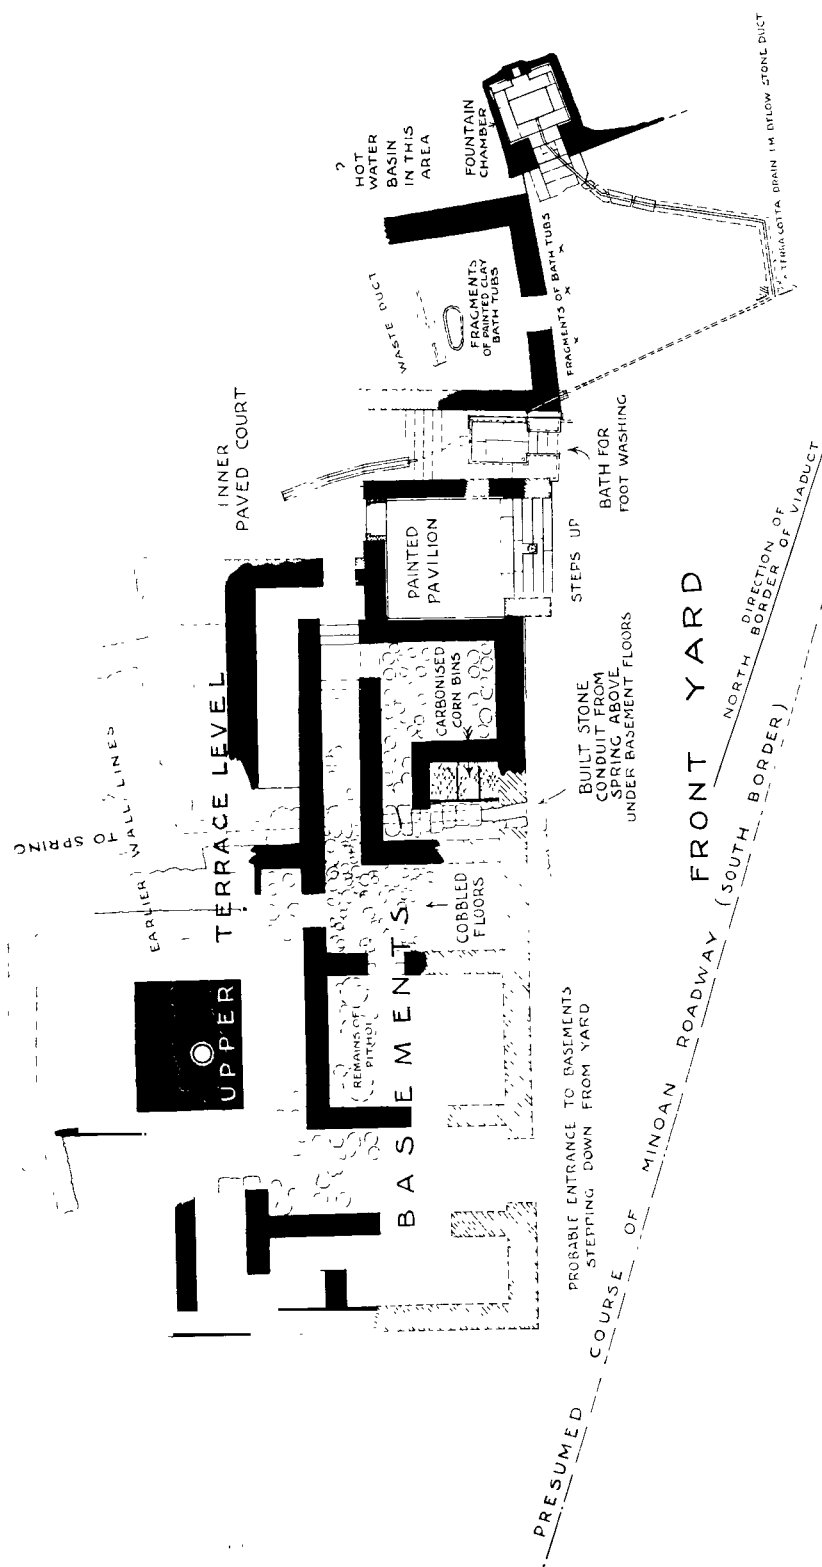 TO SPRING
EARLIER WALL LINES
UPPER TERRACE LEVEL
INNER
PAVED COURT
?
HOT
WATER
BASIN
IN THIS
AREA
FOUNTAIN
CHAMBER
WASTE DUCT
FRAGMENTS
OF PAINTED CLAY
BATH TUBS
FRAGMENTS OF BATH TUBS
x
x
x
TERRACOTTA DRAIN 1M BELOW STONE DUCT
PAINTED
PAVILION
BATH FOR
FOOT WASHING
STEPS UP
CARBONISED
CORN BINS
REMAINS OF
PITHOI
BASEMENTS
COBBLED
FLOORS
BUILT STONE
CONDUIT FROM
SPRING ABOVE
UNDER BASEMENT FLOORS
PROBABLE ENTRANCE TO BASEMENTS
STEPPING DOWN FROM YARD
FRONT YARD
DIRECTION OF
NORTH BORDER OF VIADUCT
PRESUMED COURSE OF MINOAN ROADWAY (SOUTH BORDER)